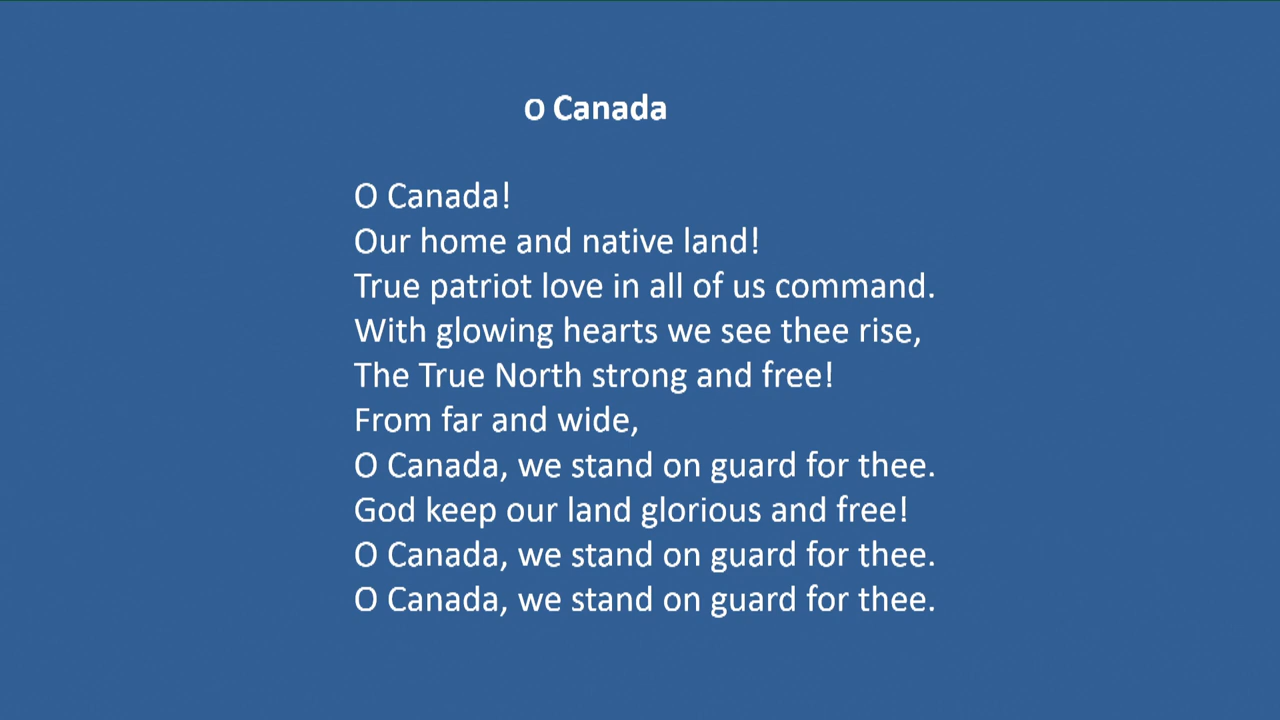 O Canada
O Canada!
Our home and native land!
True patriot love in all of us command.
With glowing hearts we see thee rise,
The True North strong and free!
From far and wide,
O Canada, we stand on guard for thee.
God keep our land glorious and free!
O Canada, we stand on guard for thee.
O Canada, we stand on guard for thee.